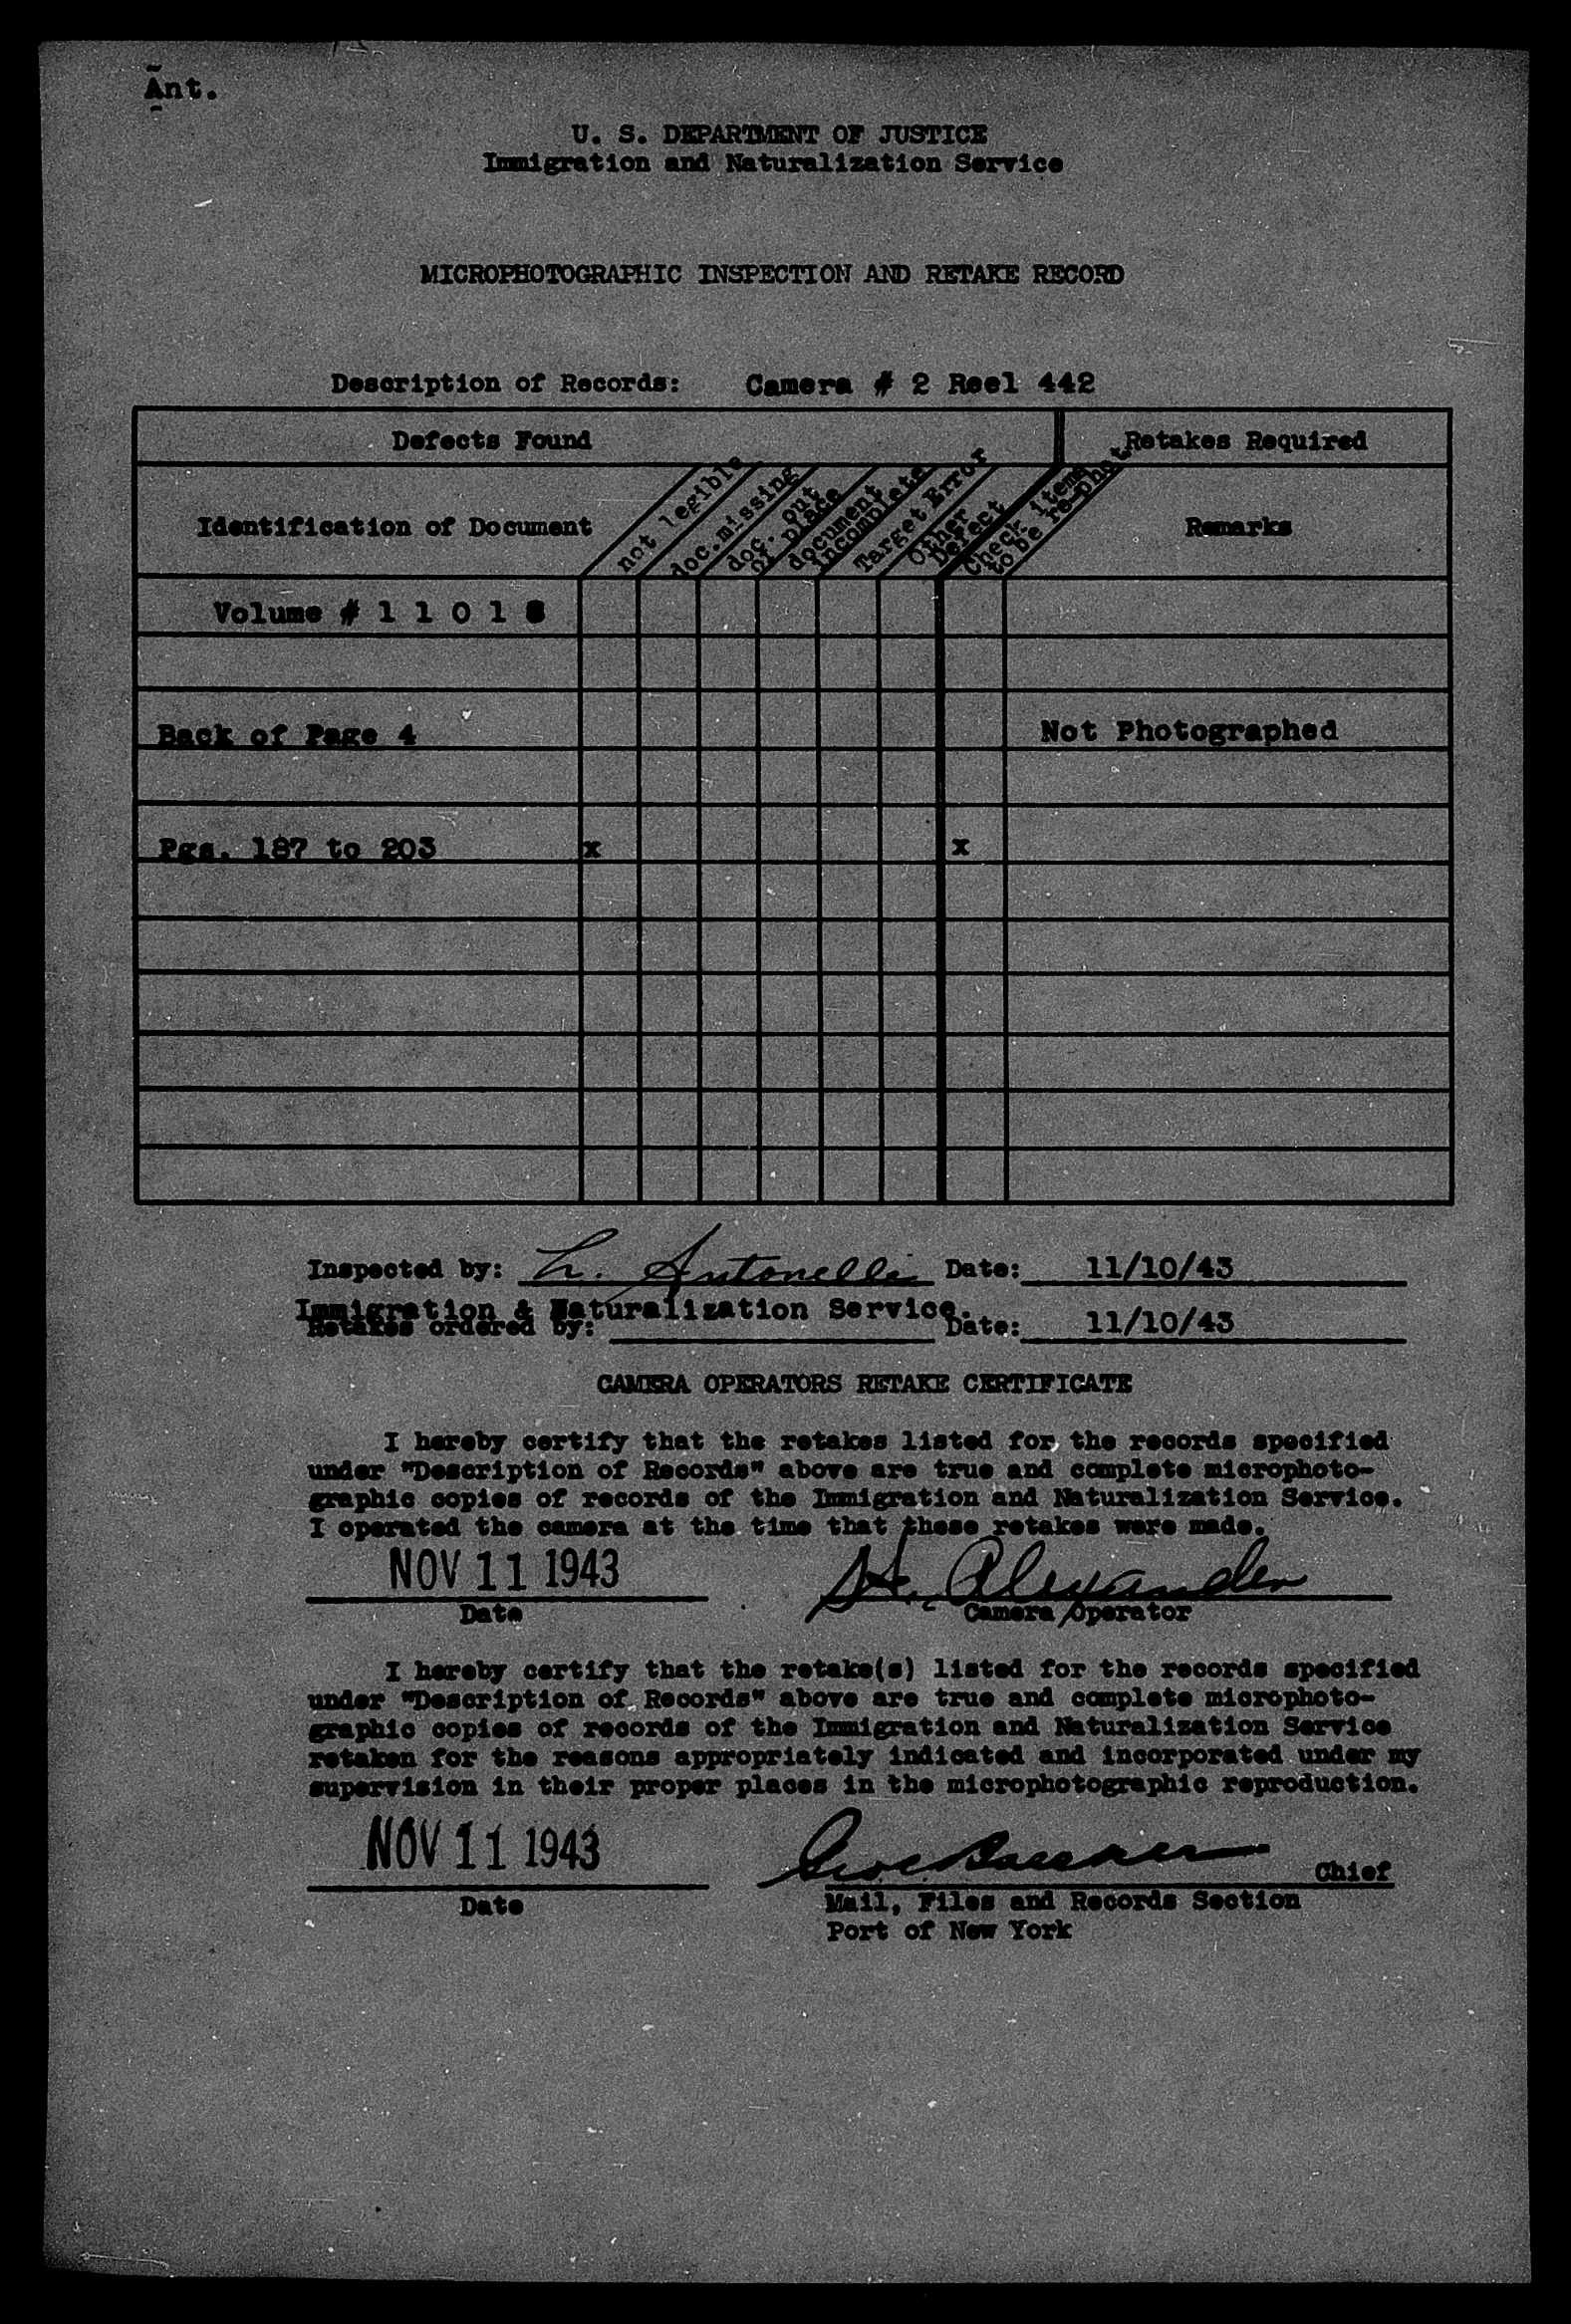 Ant.
U. S. DEPARTMENT OF JUSTICE
Immigration and Naturalization Service
MICROPHOTOGRAPHIC INSPECTION AND RETAKE RECORD
Description of Records: Camera # 2 Reel 442
Defects Found Retakes Required
Identification of Document
not legible
doc.missing
doc. out
of place
document
incomplete
Target Error
Other
Defect
Check items
to be re-phot.
Remarks
Volume # 1 1 0 1
Back of Page 4 Not Photographed
Pgs. 187 to 203 x x
Inspected by: L. Antonelli Date: 11/10/43
Immigration & Naturalization Service.
Retakes ordered by: Date: 11/10/43
CAMERA OPERATORS RETAKE CERTIFICATE
I hereby certify that the retakes listed for the records specified
under "Description of Records" above are true and complete microphoto-
graphic copies of records of the Immigration and Naturalization Service.
I operated the camera at the time that these retakes were made.
NOV 11 1943 Alexander
Date Camera Operator
I hereby certify that the retake(s) listed for the records specified
under "Description of Records" above are true and complete microphoto-
graphic copies of records of the Immigration and Naturalization Service
retaken for the reasons appropriately indicated and incorporated under my
supervision in their proper places in the microphotographic reproduction.
NOV 11 1943
Chief
Date Mail, Files and Records Section
Port of New York